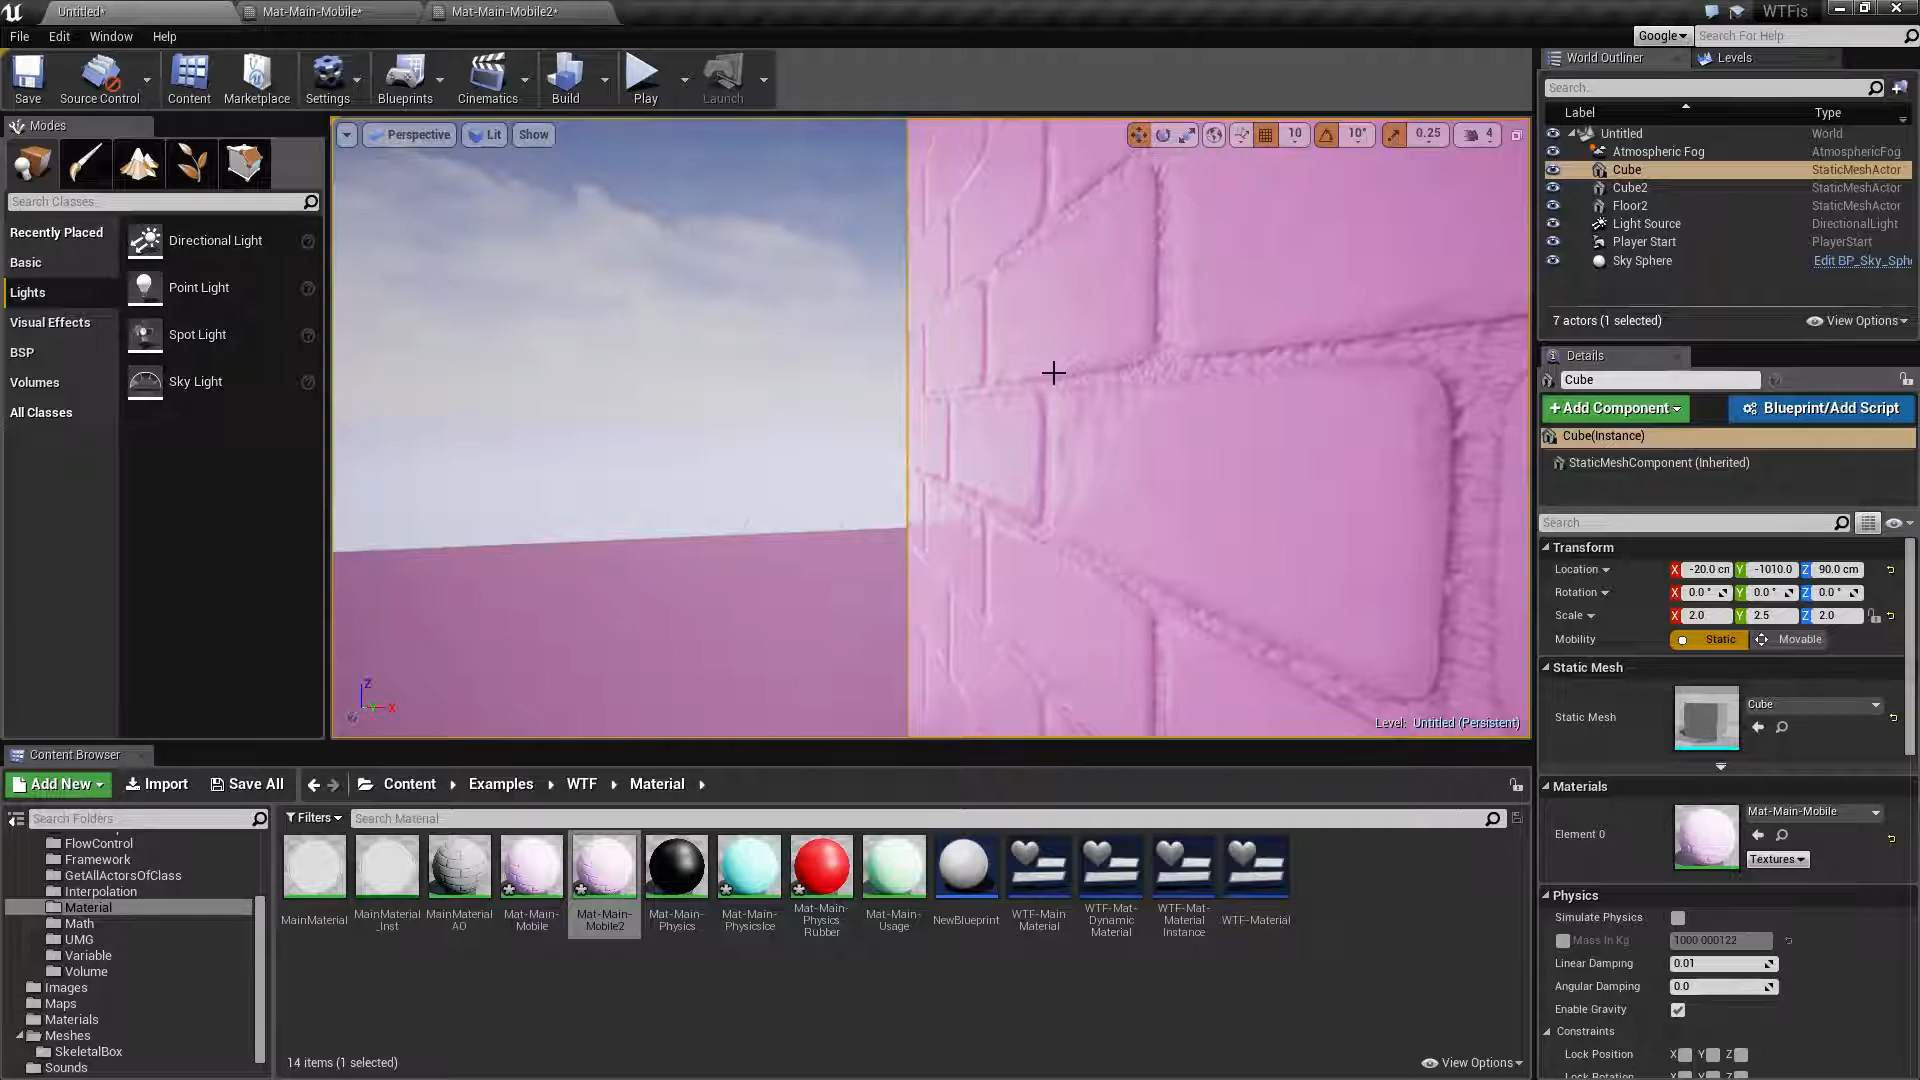 Untitled*
Mat-Main-Mobile*
Mat-Main-Mobile2*
WTFis
File Edit Window Help
Google
Search For Help
Save
Source Control
Content
Marketplace
Settings
Blueprints
Cinematics
Build
Play
Launch
Modes
Search Classes
Recently Placed
Basic
Lights
Visual Effects
BSP
Volumes
All Classes
Directional Light
Point Light
Spot Light
Sky Light
Perspective
Lit
Show
10
10°
0.25
4
Z
Y
X
Level: Untitled (Persistent)
World Outliner
Levels
Search...
Label Type
Untitled World
Atmospheric Fog AtmosphericFog
Cube StaticMeshActor
Cube2 StaticMeshActor
Floor2 StaticMeshActor
Light Source DirectionalLight
Player Start PlayerStart
Sky Sphere Edit BP_Sky_Sph
7 actors (1 selected) View Options
Details
Cube
+Add Component
Blueprint/Add Script
Cube(Instance)
StaticMeshComponent (Inherited)
Search
Transform
Location X -20.0 cm Y -1010.0 Z 90.0 cm
Rotation X 0.0 ° Y 0.0 ° Z 0.0 °
Scale X 2.0 Y 2.5 Z 2.0
Mobility Static Movable
Static Mesh
Static Mesh Cube
Materials
Element 0 Mat-Main-Mobile
Textures
Physics
Simulate Physics
Mass In Kg 1000.000122
Linear Damping 0.01
Angular Damping 0.0
Enable Gravity
Constraints
Lock Position X Y Z
Lock Rotation X Y Z
Content Browser
Add New Import Save All Content Examples WTF Material
Search Folders
Filters
Search Material
FlowControl
Framework
GetAllActorsOfClass
Interpolation
Material
Math
UMG
Variable
Volume
Images
Maps
Materials
Meshes
SkeletalBox
Sounds
MainMaterial
MainMaterial
_Inst
MainMaterial
AO
Mat-Main-
Mobile
Mat-Main-
Mobile2
Mat-Main-
Physics
Mat-Main-
PhysicsIce
Mat-Main-
Physics
Rubber
Mat-Main-
Usage
NewBlueprint
WTF-Main
Material
WTF-Mat-
Dynamic
Material
WTF-Mat-
Material
Instance
WTF-Material
14 items (1 selected)
View Options